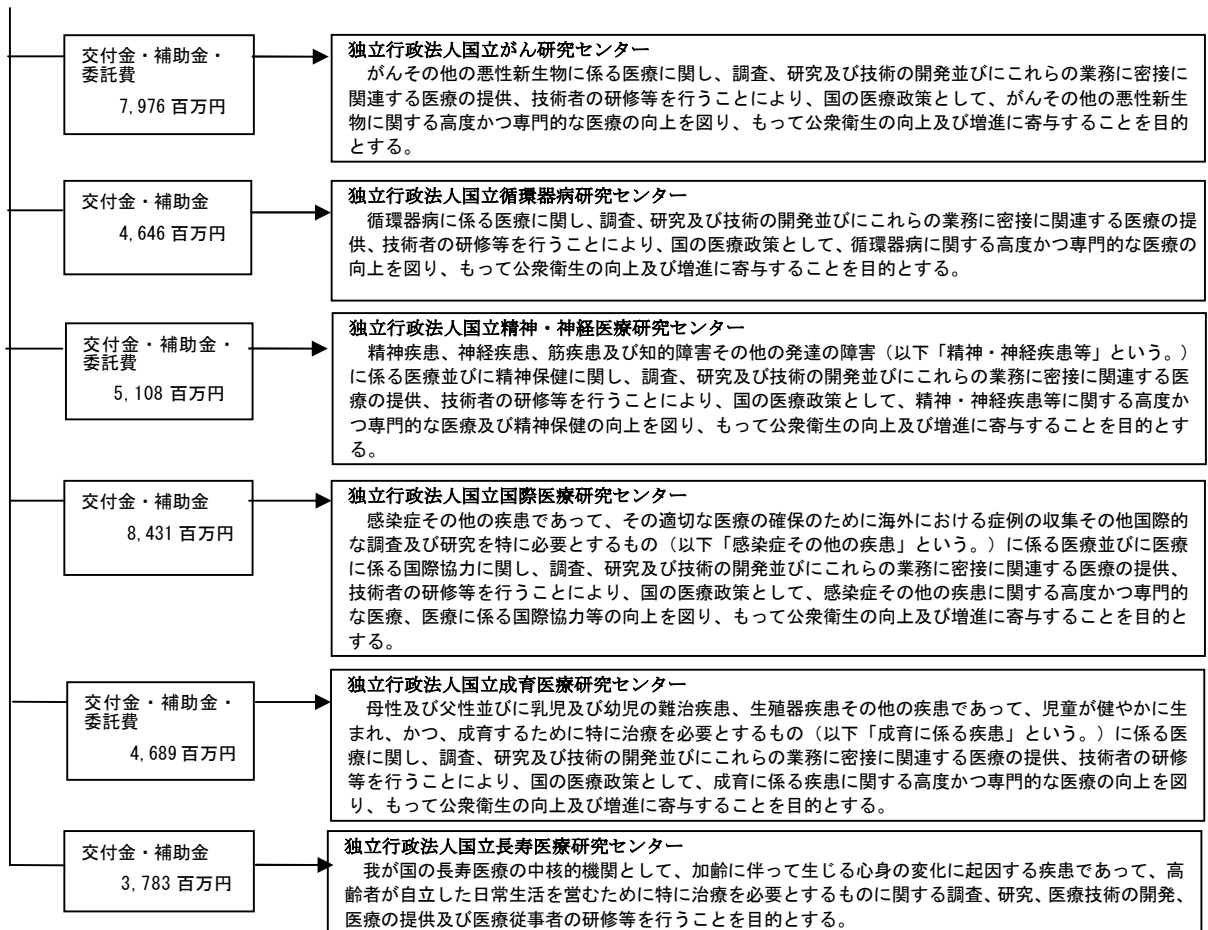 交付金・補助金・
委託費
7,976 百万円
独立行政法人国立がん研究センター
がんその他の悪性新生物に係る医療に関し、調査、研究及び技術の開発並びにこれらの業務に密接に
関連する医療の提供、技術者の研修等を行うことにより、国の医療政策として、がんその他の悪性新生
物に関する高度かつ専門的な医療の向上を図り、もって公衆衛生の向上及び増進に寄与することを目的
とする。
交付金・補助金
4,646 百万円
独立行政法人国立循環器病研究センター
循環器病に係る医療に関し、調査、研究及び技術の開発並びにこれらの業務に密接に関連する医療の提
供、技術者の研修等を行うことにより、国の医療政策として、循環器病に関する高度かつ専門的な医療の
向上を図り、もって公衆衛生の向上及び増進に寄与することを目的とする。
交付金・補助金・
委託費
5,108 百万円
独立行政法人国立精神・神経医療研究センター
精神疾患、神経疾患、筋疾患及び知的障害その他の発達の障害（以下「精神・神経疾患等」という。）
に係る医療並びに精神保健に関し、調査、研究及び技術の開発並びにこれらの業務に密接に関連する医
療の提供、技術者の研修等を行うことにより、国の医療政策として、精神・神経疾患等に関する高度か
つ専門的な医療及び精神保健の向上を図り、もって公衆衛生の向上及び増進に寄与することを目的とす
る。
交付金・補助金
8,431 百万円
独立行政法人国立国際医療研究センター
感染症その他の疾患であって、その適切な医療の確保のために海外における症例の収集その他国際的
な調査及び研究を特に必要とするもの（以下「感染症その他の疾患」という。）に係る医療並びに医療
に係る国際協力に関し、調査、研究及び技術の開発並びにこれらの業務に密接に関連する医療の提供、
技術者の研修等を行うことにより、国の医療政策として、感染症その他の疾患に関する高度かつ専門的
な医療、医療に係る国際協力等の向上を図り、もって公衆衛生の向上及び増進に寄与することを目的と
する。
交付金・補助金・
委託費
4,689 百万円
独立行政法人国立成育医療研究センター
母性及び父性並びに乳児及び幼児の難治疾患、生殖器疾患その他の疾患であって、児童が健やかに生
まれ、かつ、成育するために特に治療を必要とするもの（以下「成育に係る疾患」という。）に係る医
療に関し、調査、研究及び技術の開発並びにこれらの業務に密接に関連する医療の提供、技術者の研修
等を行うことにより、国の医療政策として、成育に係る疾患に関する高度かつ専門的な医療の向上を図
り、もって公衆衛生の向上及び増進に寄与することを目的とする。
交付金・補助金
3,783 百万円
独立行政法人国立長寿医療研究センター
我が国の長寿医療の中核的機関として、加齢に伴って生じる心身の変化に起因する疾患であって、高
齢者が自立した日常生活を営むために特に治療を必要とするものに関する調査、研究、医療技術の開発、
医療の提供及び医療従事者の研修等を行うことを目的とする。